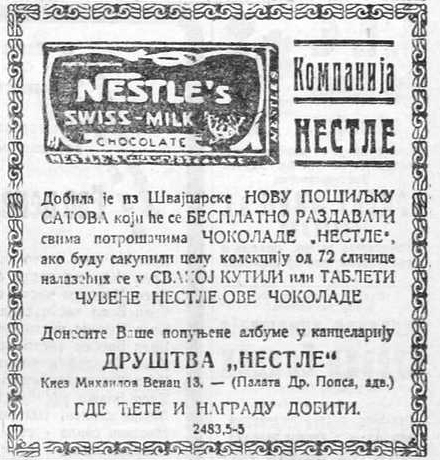 NESTLE's
SWISS-MILK
CHOCOLATE
Компанија
НЕСТЛЕ
Добила је из Швајцарске НОВУ ПОШИЉКУ
САТОВА који ће се БЕСПЛАТНО РАЗДАВАТИ
свима потрошачима ЧОКОЛАДЕ „НЕСТЛЕ“,
ако буду сакупили целу колекцију од 72 сличице
налазећих се у СВАКОЈ КУТИЈИ или ТАБЛЕТИ
ЧУВЕНЕ НЕСТЛЕ ОВЕ ЧОКОЛАДЕ
Донесите Ваше попуњене албуме у канцеларију
ДРУШТВА „НЕСТЛЕ“
Кнез Михаилов Венац 13. — (Палата Др. Попса, адв.)
ГДЕ ЋЕТЕ И НАГРАДУ ДОБИТИ.
2483,5-5